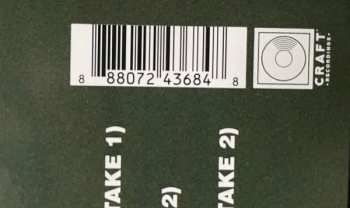 8 88072 43684 8
CRAFT
RECORDINGS
TAKE 1)
2)
TAKE 2)